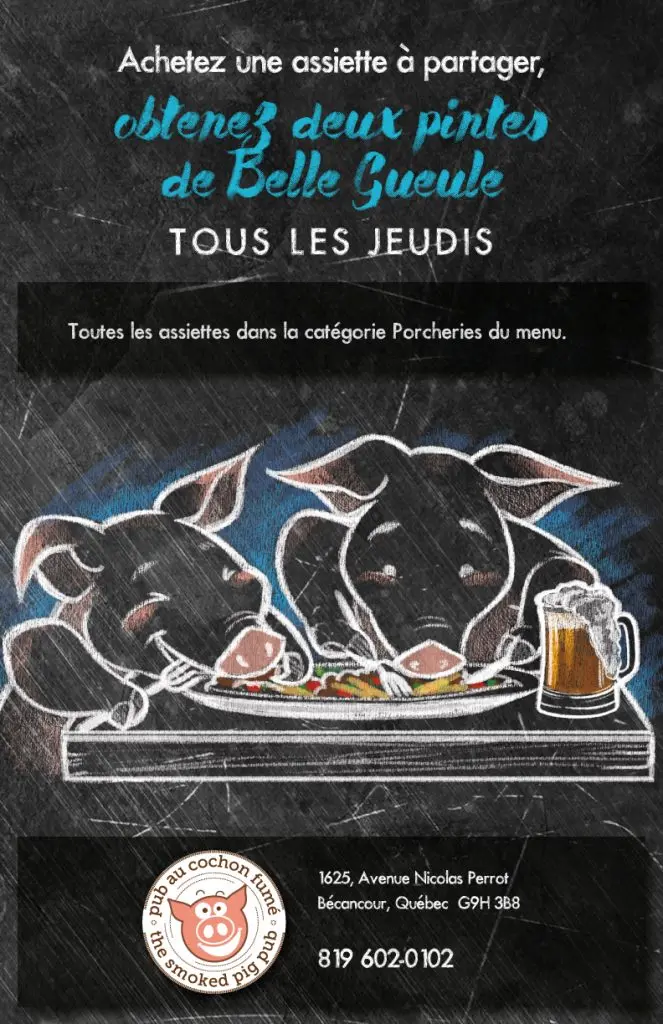 Achetez une assiette à partager,
obtenez deux pintes
de Belle Gueule
TOUS LES JEUDIS
Toutes les assiettes dans la catégorie Porcheries du menu.
pub au cochon fumé
the smoked pig pub
1625, Avenue Nicolas Perrot
Bécancour, Québec G9H 3B8
819 602-0102